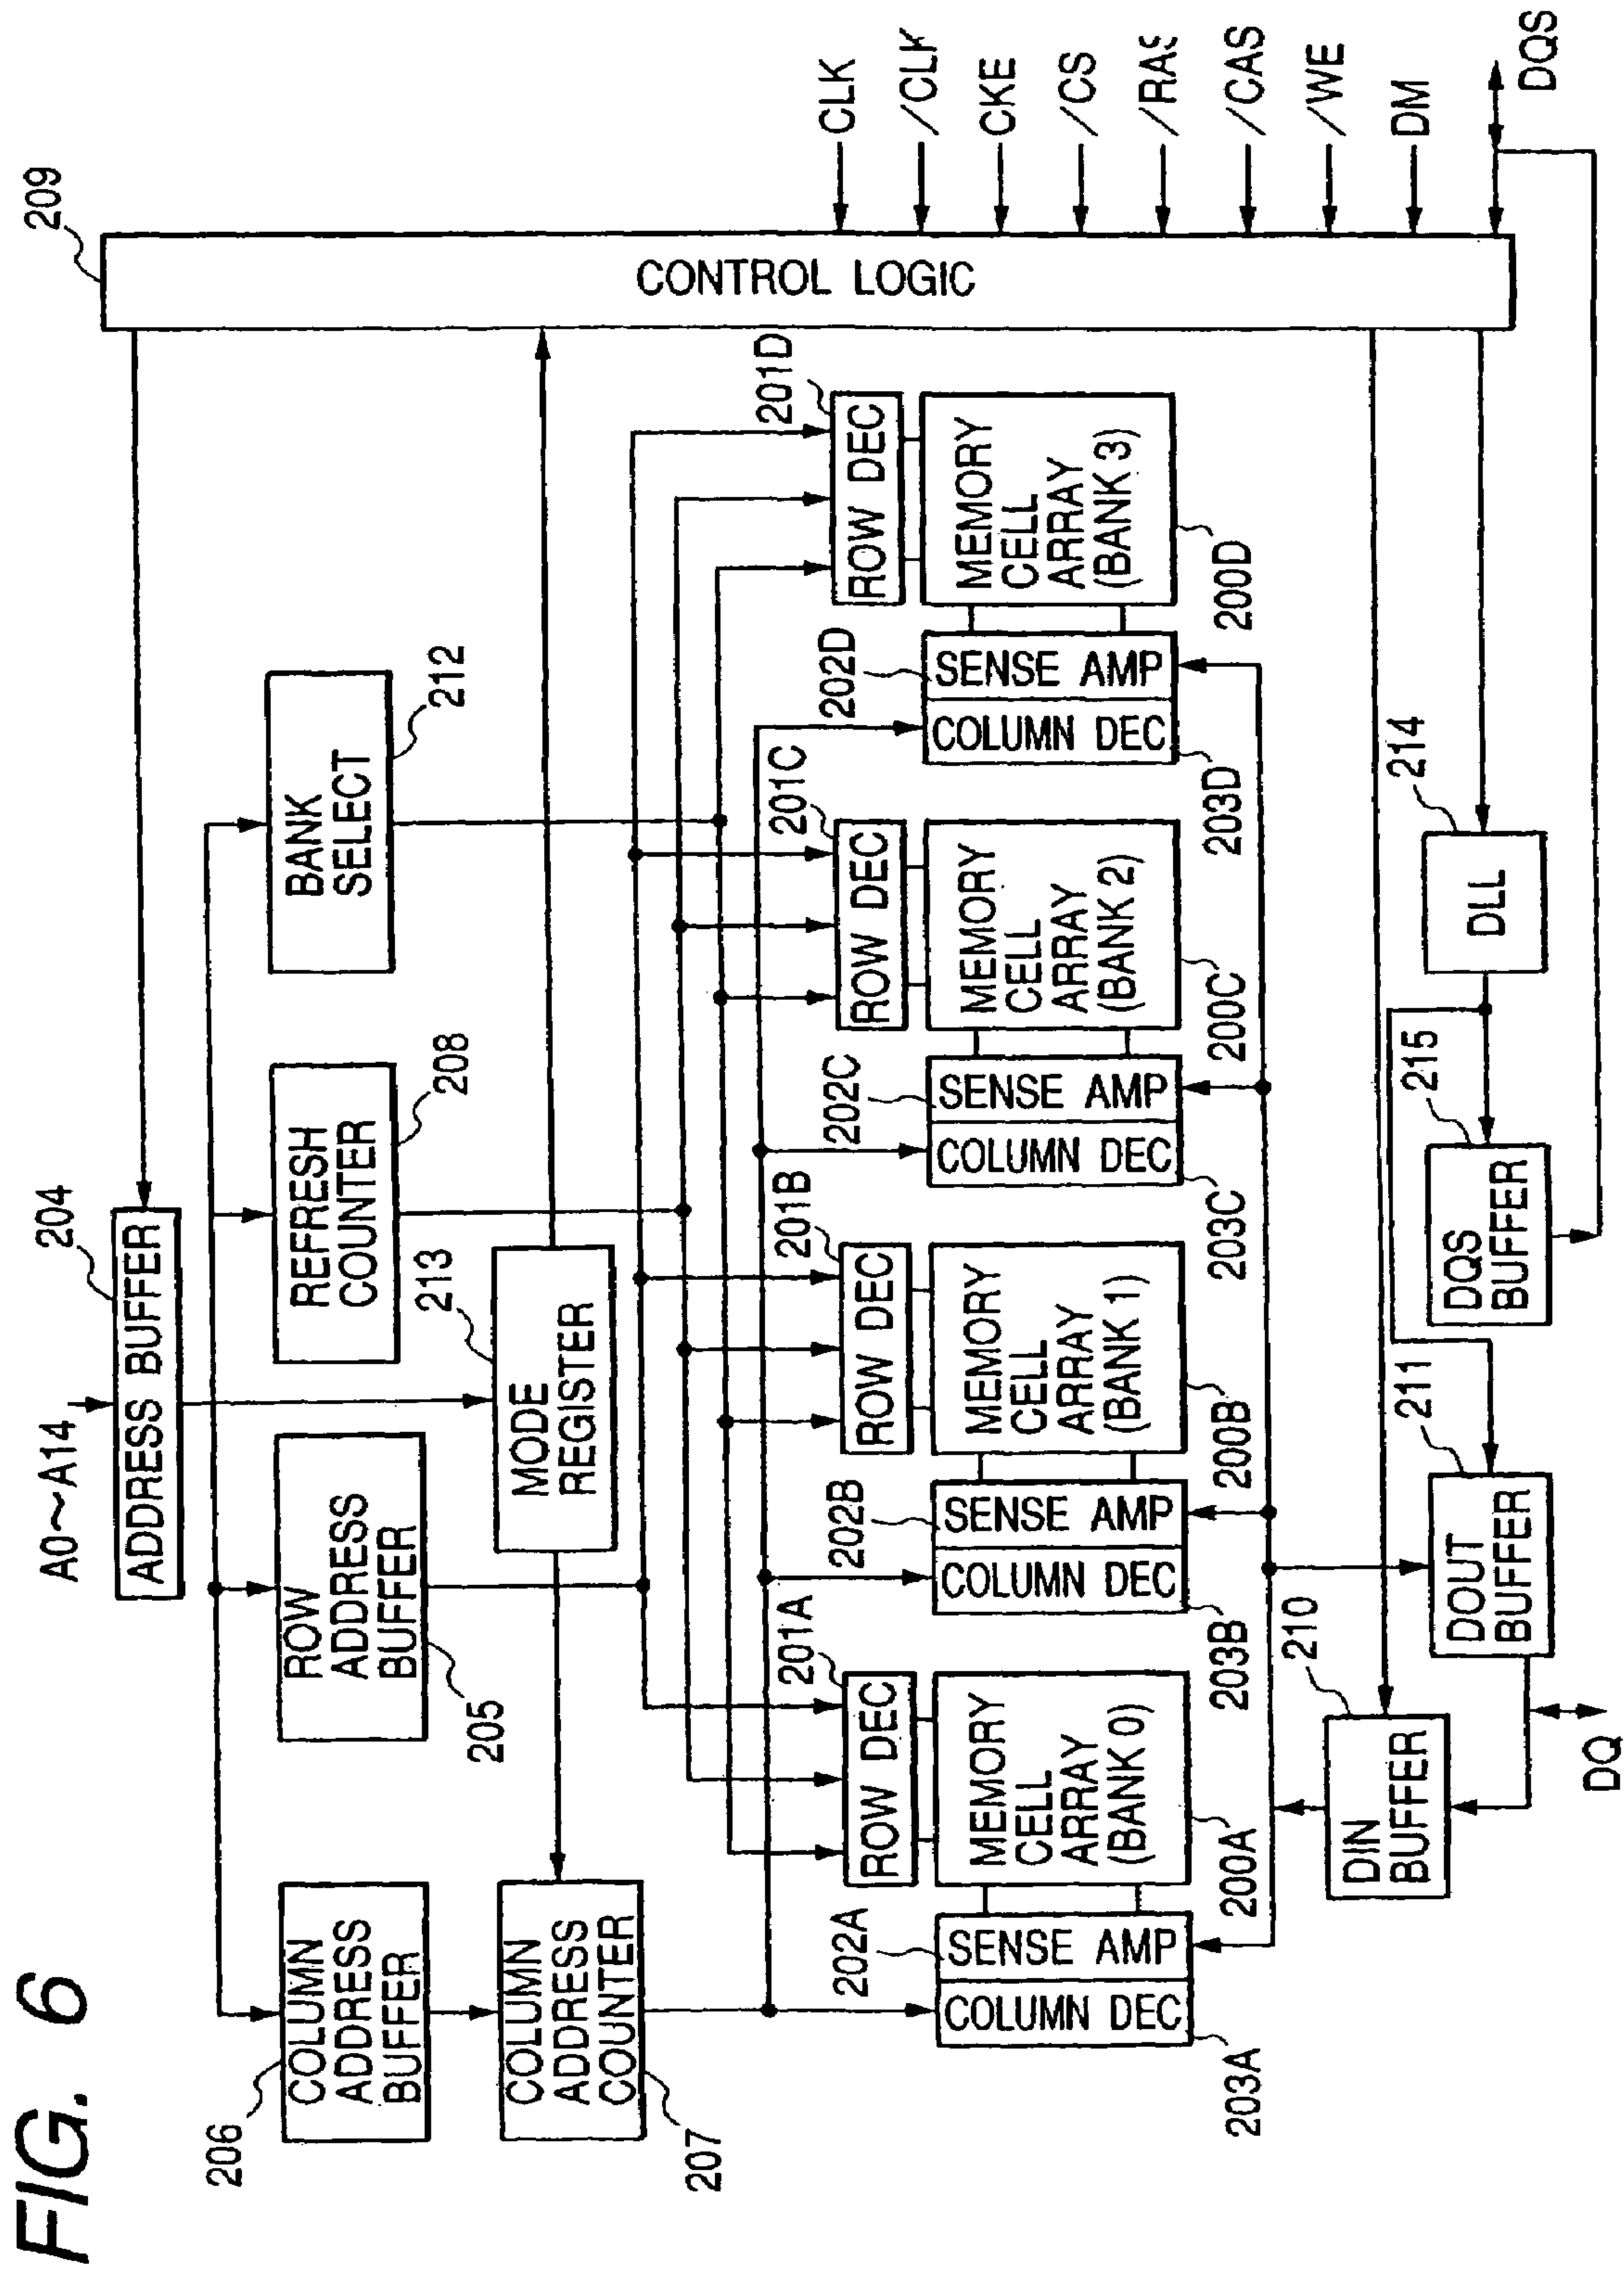 FIG. 6
A0~A14
204
ADDRESS BUFFER
209
CONTROL LOGIC
206
COLUMN
ADDRESS
BUFFER
ROW
ADDRESS
BUFFER
205
REFRESH
COUNTER
208
BANK
SELECT
212
COLUMN
ADDRESS
COUNTER
207
213
MODE
REGISTER
201A
ROW DEC
201B
ROW DEC
201C
ROW DEC
201D
ROW DEC
202A
SENSE AMP
COLUMN DEC
203A
MEMORY
CELL
ARRAY
(BANK 0)
200A
202B
SENSE AMP
COLUMN DEC
203B
MEMORY
CELL
ARRAY
(BANK 1)
200B
202C
SENSE AMP
COLUMN DEC
203C
MEMORY
CELL
ARRAY
(BANK 2)
200C
202D
SENSE AMP
COLUMN DEC
203D
MEMORY
CELL
ARRAY
(BANK 3)
200D
CLK
/CLK
CKE
/CS
/RAS
/CAS
/WE
DM
DQS
210
DIN
BUFFER
211
DOUT
BUFFER
215
DQS
BUFFER
214
DLL
DQ